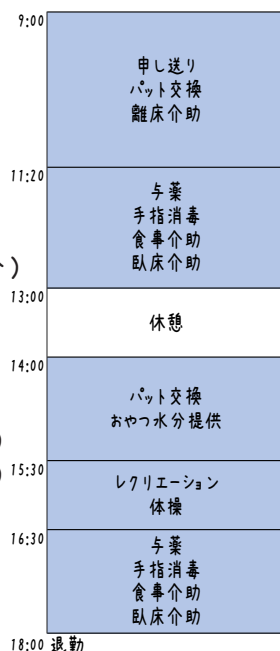 9:00
申し送り
パット交換
離床介助
11:20
与薬
手指消毒
食事介助
臥床介助
)
13:00
休憩
14:00
パット交換
おやつ水分提供
)
)
15:30
レクリエーション
体操
16:30
与薬
手指消毒
食事介助
臥床介助
18:00 退勤